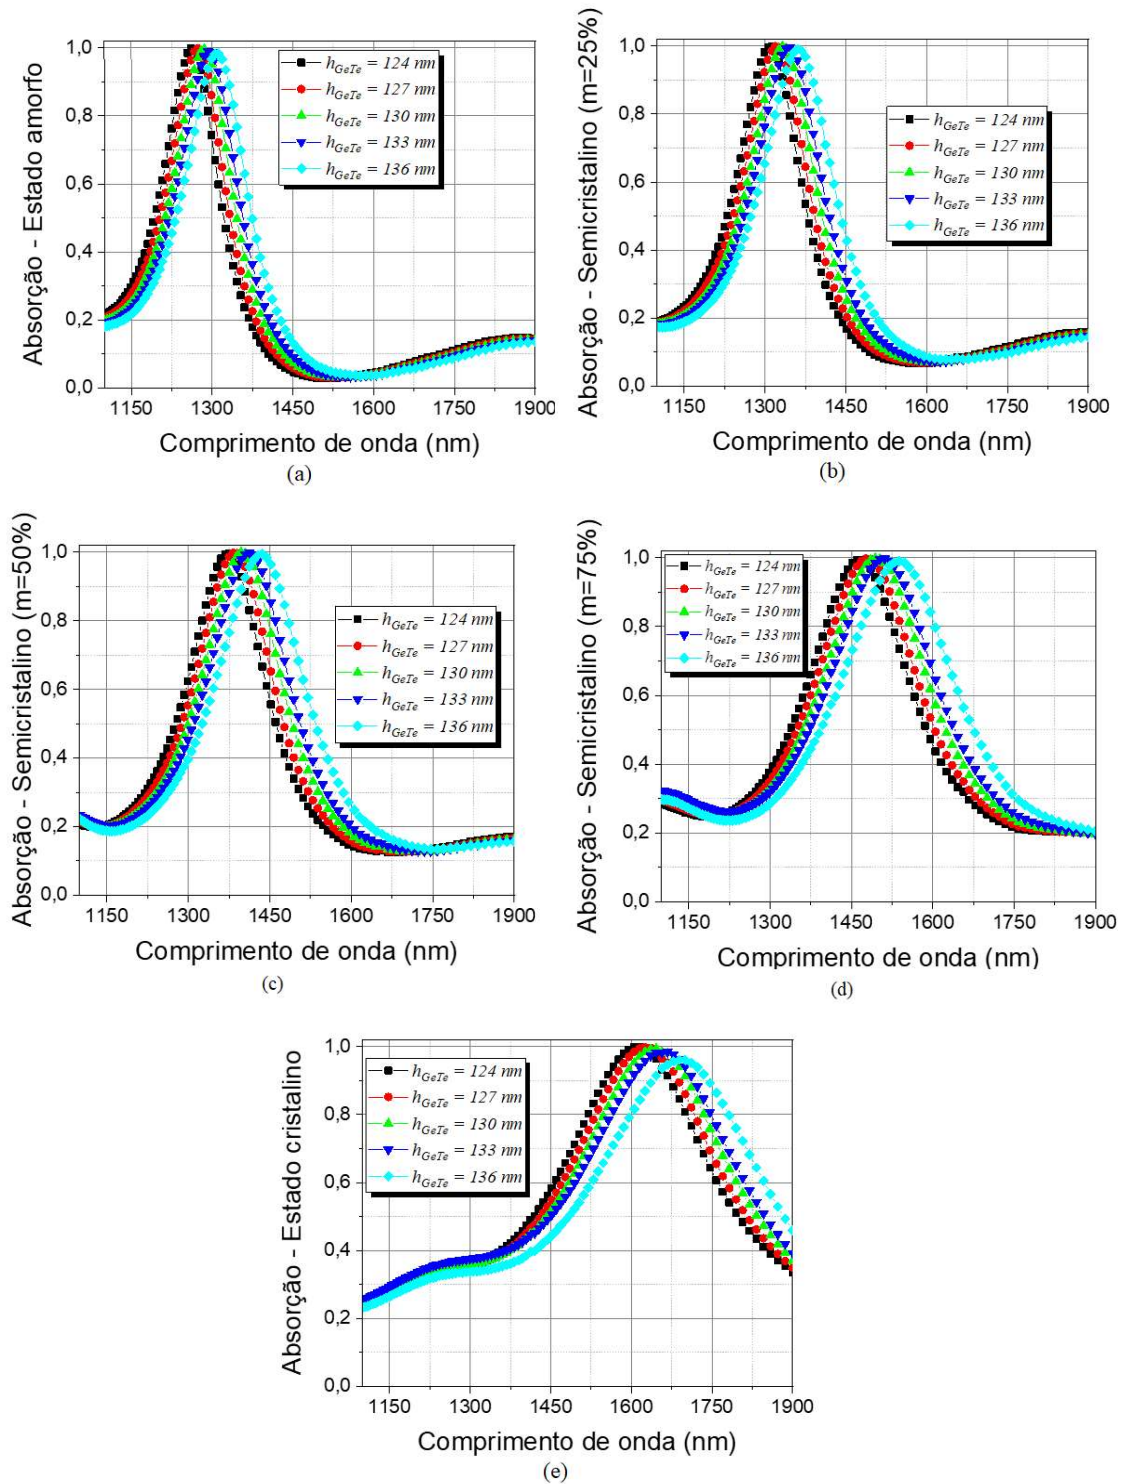 Absorção - Estado amorfo
1,0
0,8
0,6
0,4
0,2
0,0
h_GeTe = 124 nm
h_GeTe = 127 nm
h_GeTe = 130 nm
h_GeTe = 133 nm
h_GeTe = 136 nm
1150 1300 1450 1600 1750 1900
Comprimento de onda (nm)
(a)
Absorção - Semicristalino (m=25%)
1,0
0,8
0,6
0,4
0,2
0,0
h_GeTe = 124 nm
h_GeTe = 127 nm
h_GeTe = 130 nm
h_GeTe = 133 nm
h_GeTe = 136 nm
1150 1300 1450 1600 1750 1900
Comprimento de onda (nm)
(b)
Absorção - Semicristalino (m=50%)
1,0
0,8
0,6
0,4
0,2
0,0
h_GeTe = 124 nm
h_GeTe = 127 nm
h_GeTe = 130 nm
h_GeTe = 133 nm
h_GeTe = 136 nm
1150 1300 1450 1600 1750 1900
Comprimento de onda (nm)
(c)
Absorção - Semicristalino (m=75%)
1,0
0,8
0,6
0,4
0,2
0,0
h_GeTe = 124 nm
h_GeTe = 127 nm
h_GeTe = 130 nm
h_GeTe = 133 nm
h_GeTe = 136 nm
1150 1300 1450 1600 1750 1900
Comprimento de onda (nm)
(d)
Absorção - Estado cristalino
1,0
0,8
0,6
0,4
0,2
0,0
h_GeTe = 124 nm
h_GeTe = 127 nm
h_GeTe = 130 nm
h_GeTe = 133 nm
h_GeTe = 136 nm
1150 1300 1450 1600 1750 1900
Comprimento de onda (nm)
(e)